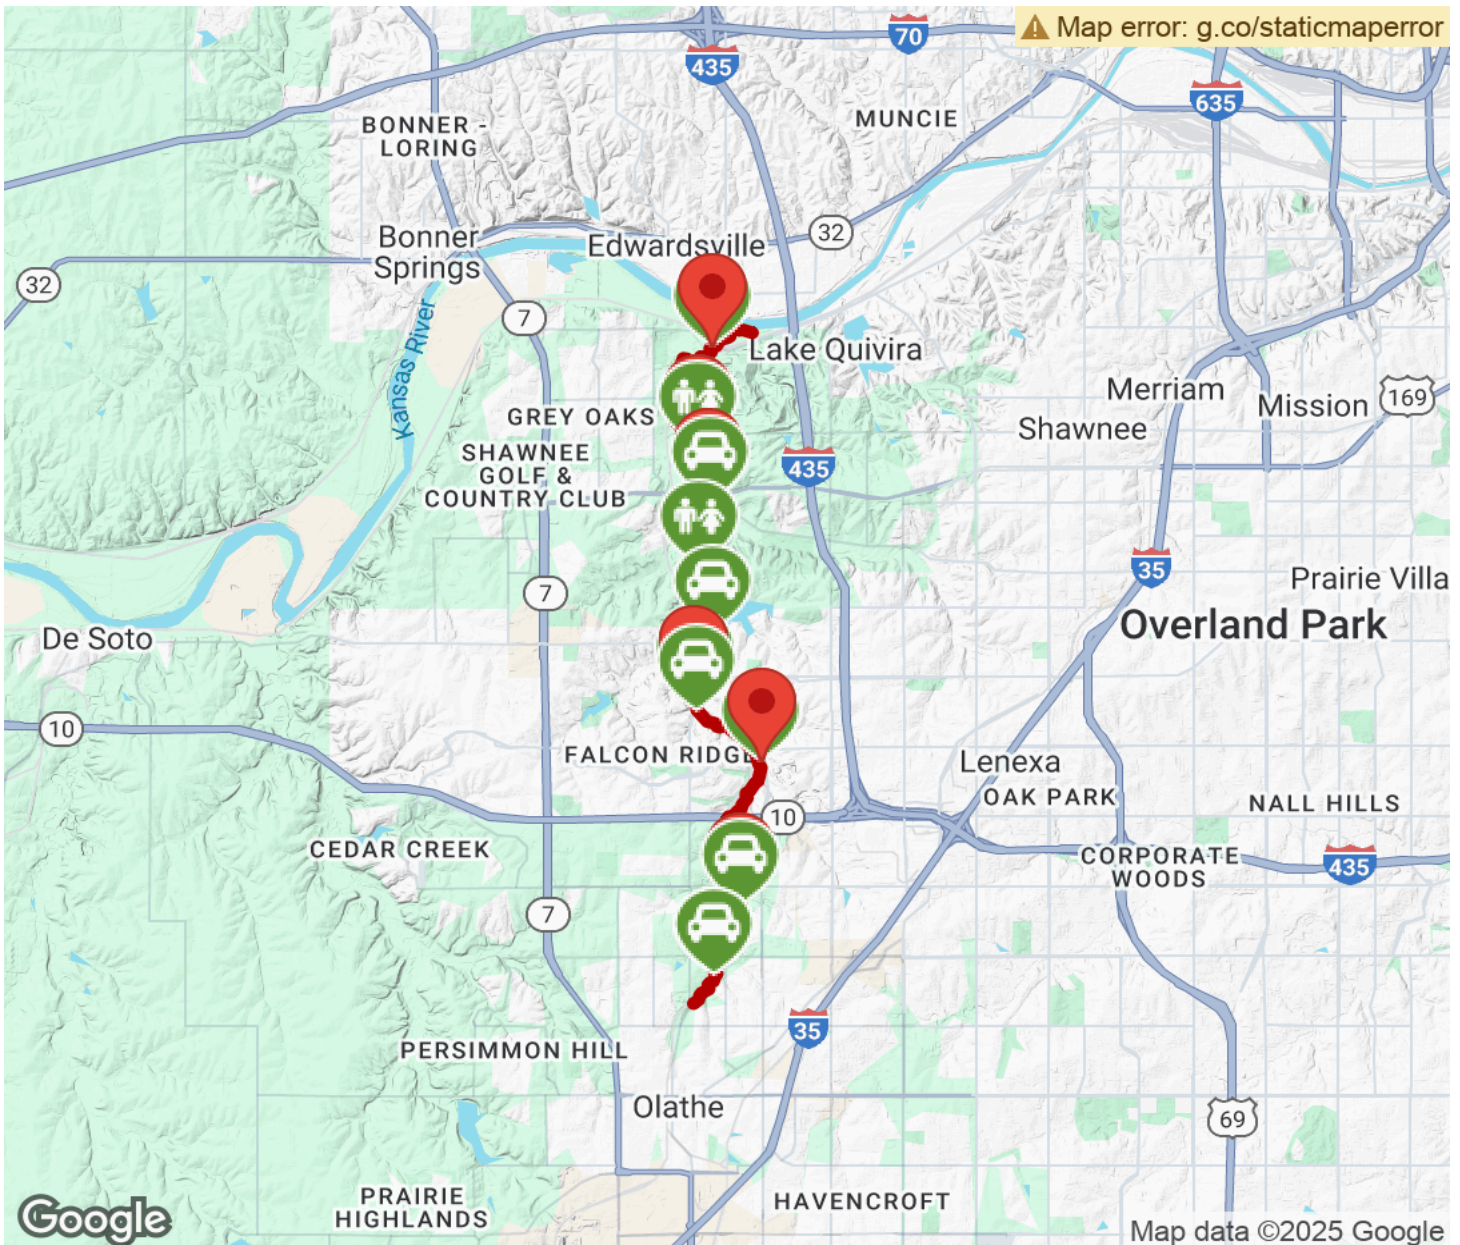 Map error: g.co/staticmaperror
70
435
635
MUNCIE
BONNER -
LORING
32
Bonner
Springs
Edwardsville
32
7
Kansas River
Lake Quivira
Merriam
Mission
169
Shawnee
GREY OAKS
SHAWNEE
GOLF &
COUNTRY CLUB
435
35
7
Prairie Villa
Overland Park
De Soto
10
FALCON RIDGE
Lenexa
OAK PARK
NALL HILLS
10
CEDAR CREEK
CORPORATE
WOODS
435
7
35
PERSIMMON HILL
Olathe
69
PRAIRIE
HIGHLANDS
HAVENCROFT
Google
Map data ©2025 Google